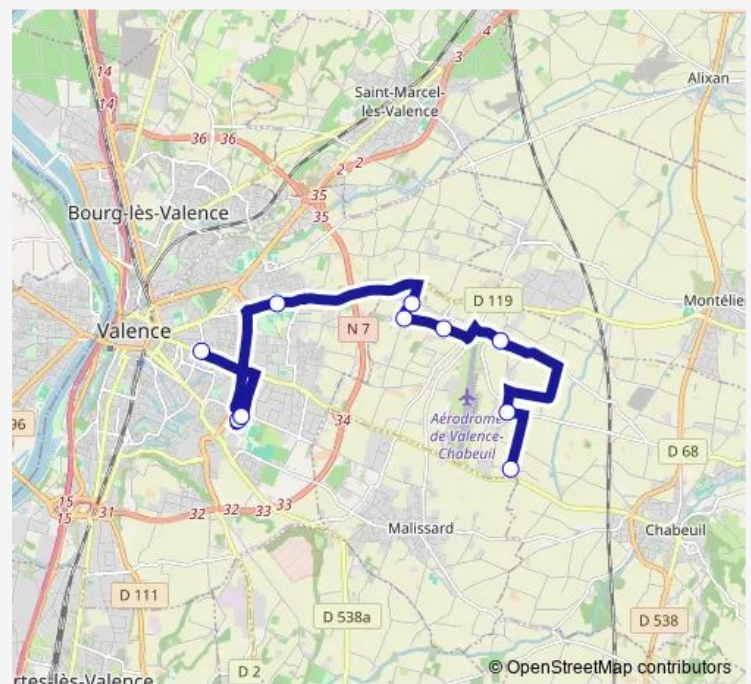 4
3
14
14
Alixan
Saint-Marcel-
lès-Valence
36 36
2 2
35
35
Bourg-lès-Valence
D 119
Montélie
Valence
N 7
96
34
Aérodrome
de Valence-
Chabeuil
D 68
15
15
31
32
32
33
33
Malissard
Chabeuil
D 111
D 538a
D 538
D 2
rtes-lès-Valence
© OpenStreetMap contributors